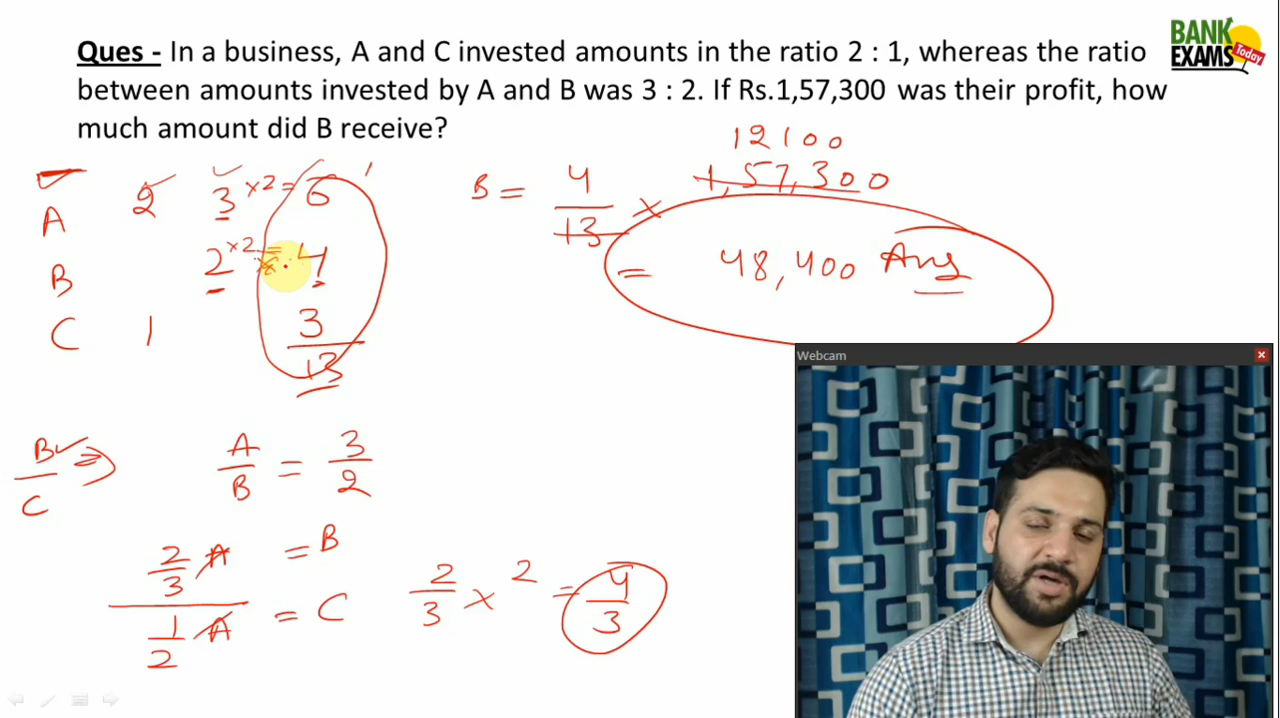 BANK
EXAMS Today
Ques - In a business, A and C invested amounts in the ratio 2 : 1, whereas the ratio
between amounts invested by A and B was 3 : 2. If Rs.1,57,300 was their profit, how
much amount did B receive?
A 2 3 ×2 = 6
B 2 ×2 = 4
C 1 3
13
B = 4/13 × 1,57,300
12100
= 48,400 Ans
B/C ⇒ A/B = 3/2
2/3 A = B
1/2 A = C
2/3 × 2 = 4/3
Webcam